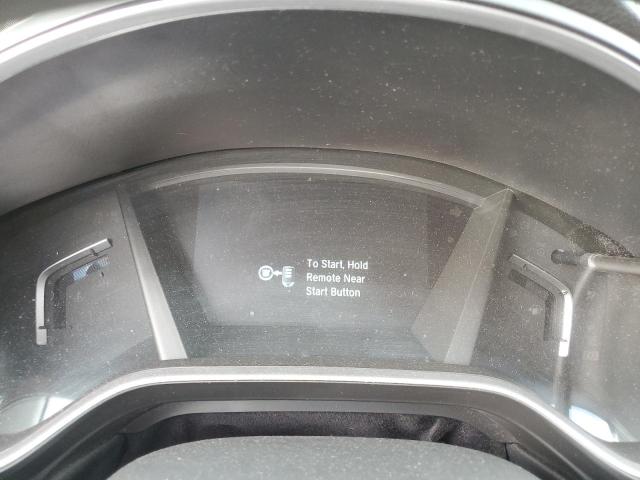 To Start, Hold
Remote Near
Start Button